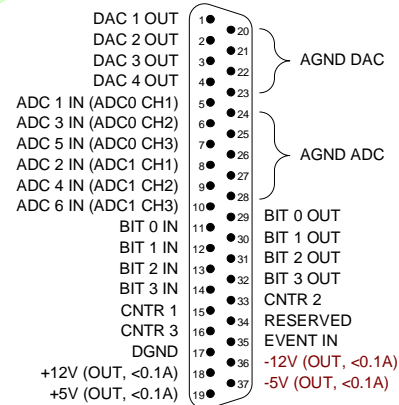 DAC 1 OUT 1
DAC 2 OUT 2
DAC 3 OUT 3
DAC 4 OUT 4
ADC 1 IN (ADC0 CH1) 5
ADC 3 IN (ADC0 CH2) 6
ADC 5 IN (ADC0 CH3) 7
ADC 2 IN (ADC1 CH1) 8
ADC 4 IN (ADC1 CH2) 9
ADC 6 IN (ADC1 CH3) 10
BIT 0 IN 11
BIT 1 IN 12
BIT 2 IN 13
BIT 3 IN 14
CNTR 1 15
CNTR 3 16
DGND 17
+12V (OUT, <0.1A) 18
+5V (OUT, <0.1A) 19
20
21
22
23
AGND DAC
24
25
26
27
28
AGND ADC
29 BIT 0 OUT
30 BIT 1 OUT
31 BIT 2 OUT
32 BIT 3 OUT
33 CNTR 2
34 RESERVED
35 EVENT IN
36 -12V (OUT, <0.1A)
37 -5V (OUT, <0.1A)